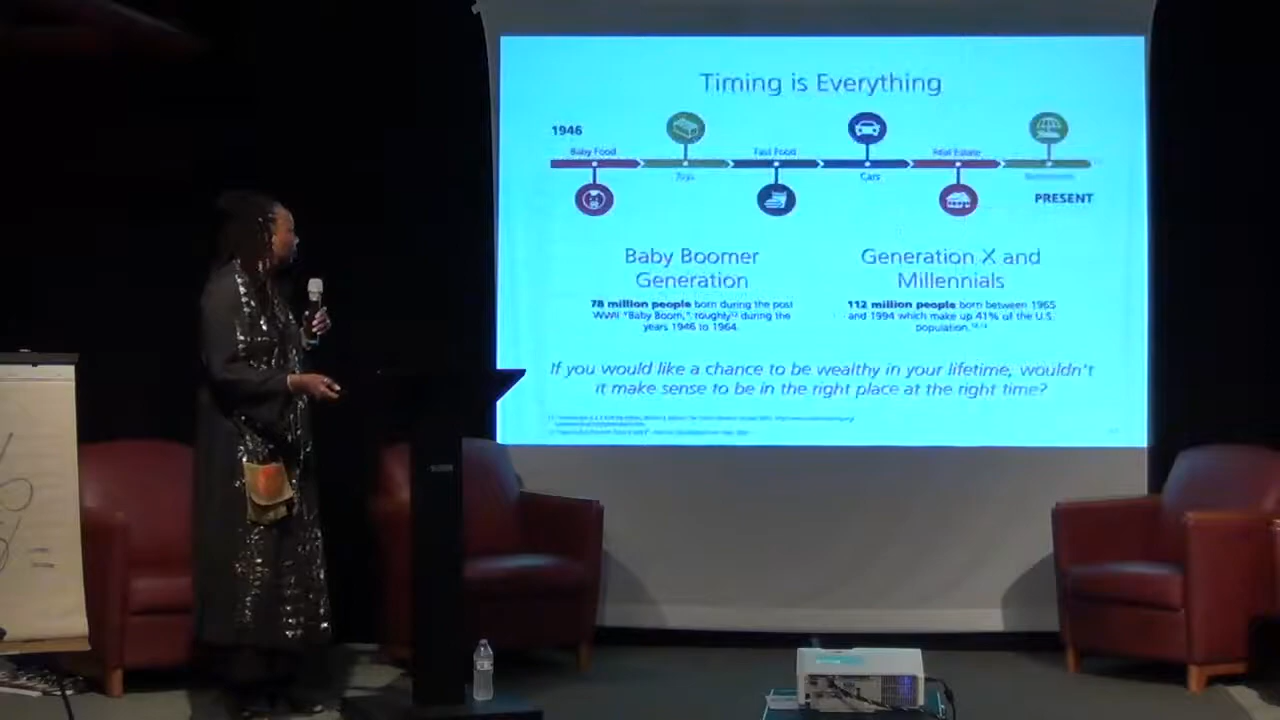 Timing is Everything
1946
Baby Food
Fast Food
Real Estate
Toys
Cars
PRESENT
Baby Boomer
Generation
78 million people born during the post
WWII "Baby Boom," roughly¹² during the
years 1946 to 1964.
Generation X and
Millennials
112 million people born between 1965
and 1994 which make up 41% of the U.S.
population.
If you would like a chance to be wealthy in your lifetime, wouldn't
it make sense to be in the right place at the right time?